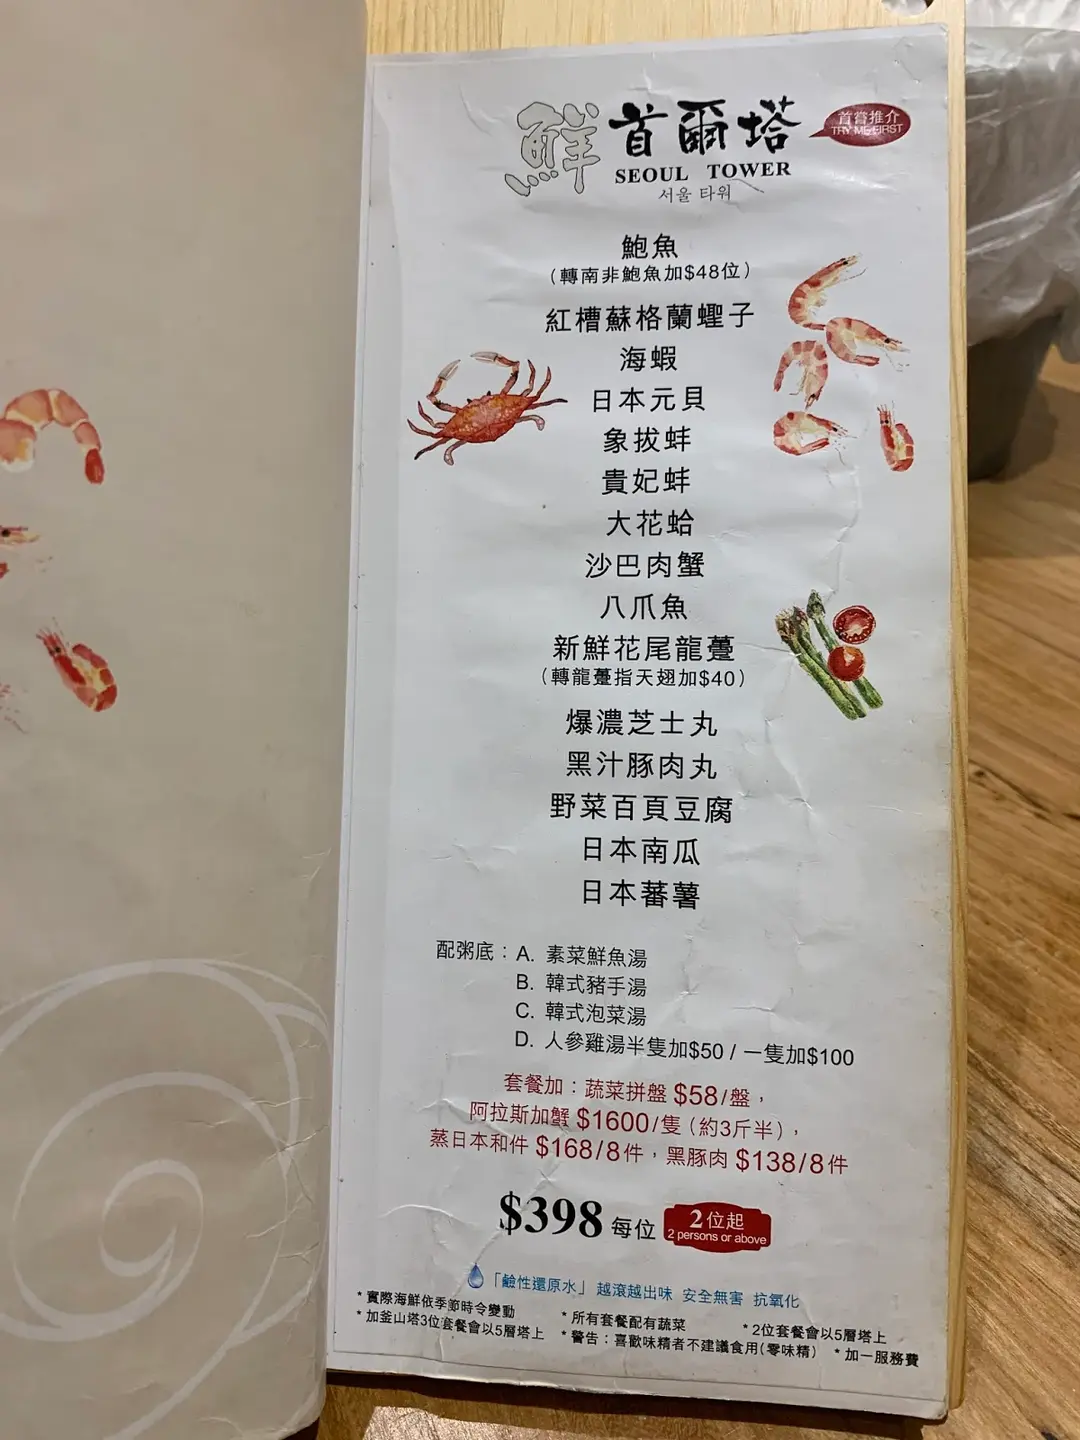 鮮 首爾塔
首嘗推介
TRY ME FIRST
SEOUL TOWER
서울 타워
鮑魚
（轉南非鮑魚加$48位）
紅槽蘇格蘭蟶子
海蝦
日本元貝
象拔蚌
貴妃蚌
大花蛤
沙巴肉蟹
八爪魚
新鮮花尾龍躉
（轉龍躉指天翅加$40）
爆濃芝士丸
黑汁豚肉丸
野菜百頁豆腐
日本南瓜
日本蕃薯
配粥底：A. 素菜鮮魚湯
B. 韓式豬手湯
C. 韓式泡菜湯
D. 人參雞湯半隻加$50 / 一隻加$100
套餐加：蔬菜拼盤 $58/盤，
阿拉斯加蟹 $1600/隻（約3斤半），
蒸日本和件 $168/8件，黑豚肉 $138/8件
$398 每位 2位起
2 persons or above
「鹼性還原水」 越滾越出味 安全無害 抗氧化
* 實際海鮮依季節時令變動 * 所有套餐配有蔬菜 * 2位套餐會以5層塔上
* 加釜山塔3位套餐會以5層塔上 * 警告：喜歡味精者不建議食用(零味精) * 加一服務費